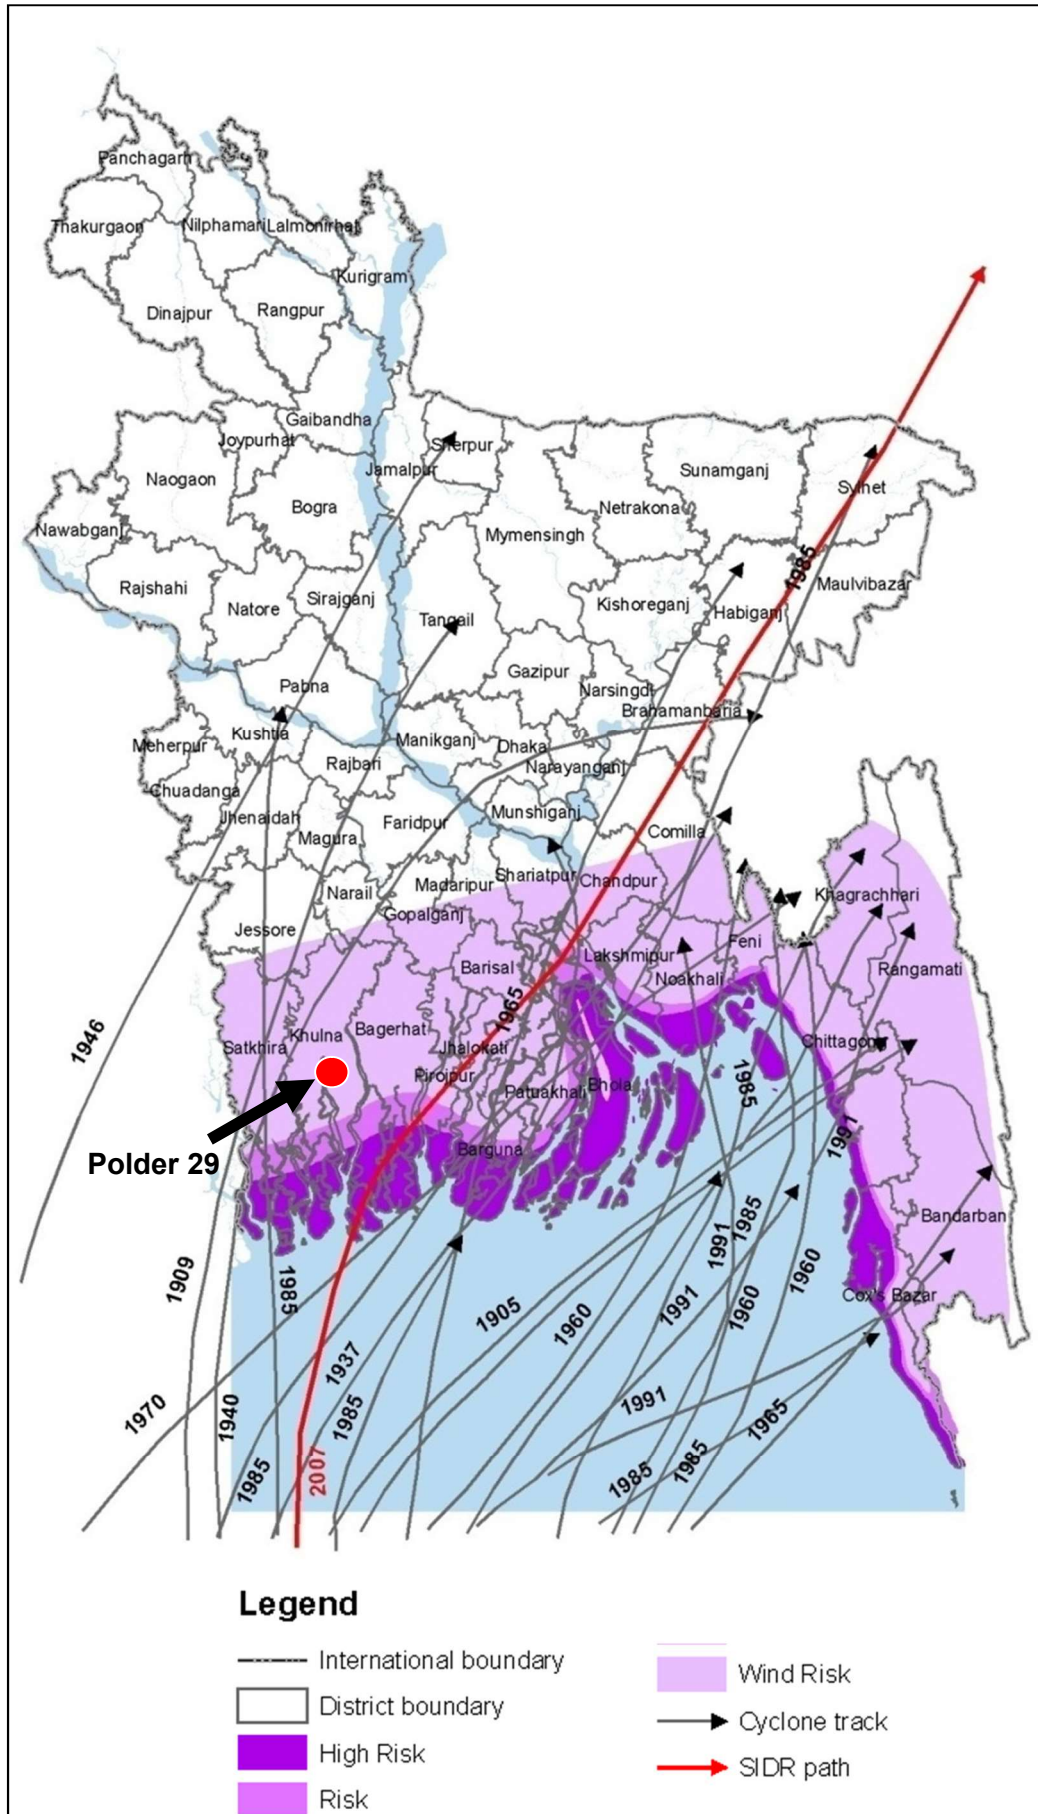 Panchagarh
Thakurgaon
Nilphamari
Lalmonirhat
Kurigram
Dinajpur
Rangpur
Gaibandha
Joypurhat
Sherpur
Jamalpur
Naogaon
Bogra
Sunamganj
Sylhet
Netrakona
Nawabganj
Mymensingh
1985
Maulvibazar
Rajshahi
Natore
Sirajganj
Tangail
Kishoreganj
Habiganj
Gazipur
Narsingdi
Pabna
Brahamanbaria
Kushtia
Meherpur
Manikganj
Dhaka
Rajbari
Narayanganj
Chuadanga
Jhenaidah
Magura
Faridpur
Munshiganj
Comilla
Narail
Madaripur
Shariatpur
Chandpur
Khagrachhari
Gopalganj
Jessore
Lakshmipur
Feni
Barisal
Noakhali
Rangamati
1946
1965
Satkhira
Khulna
Bagerhat
Jhalokati
Chittagong
Pirojpur
Patuakhali
Bhola
1985
Polder 29
Barguna
1991
Bandarban
1909
1985
1991
1985
1960
Cox's Bazar
1905
1960
1991
1960
1937
1970
1940
1985
1991
1965
1985
2007
1985
1985
Legend
International boundary
District boundary
High Risk
Risk
Wind Risk
Cyclone track
SIDR path